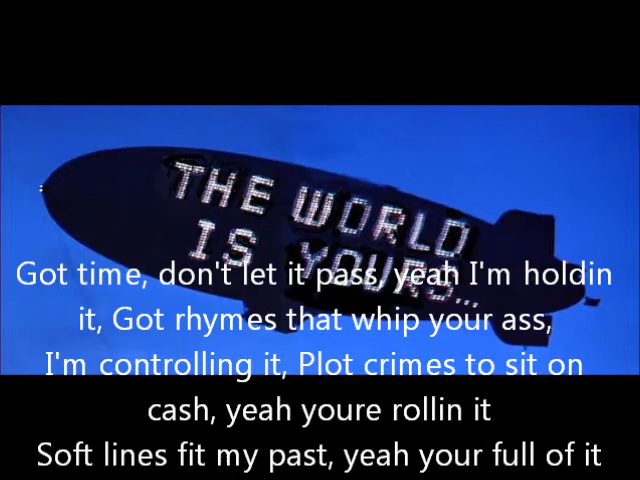 THE WORLD
IS YOURS...
Got time, don't let it pass, yeah I'm holdin
it, Got rhymes that whip your ass,
I'm controlling it, Plot crimes to sit on
cash, yeah youre rollin it
Soft lines fit my past, yeah your full of it